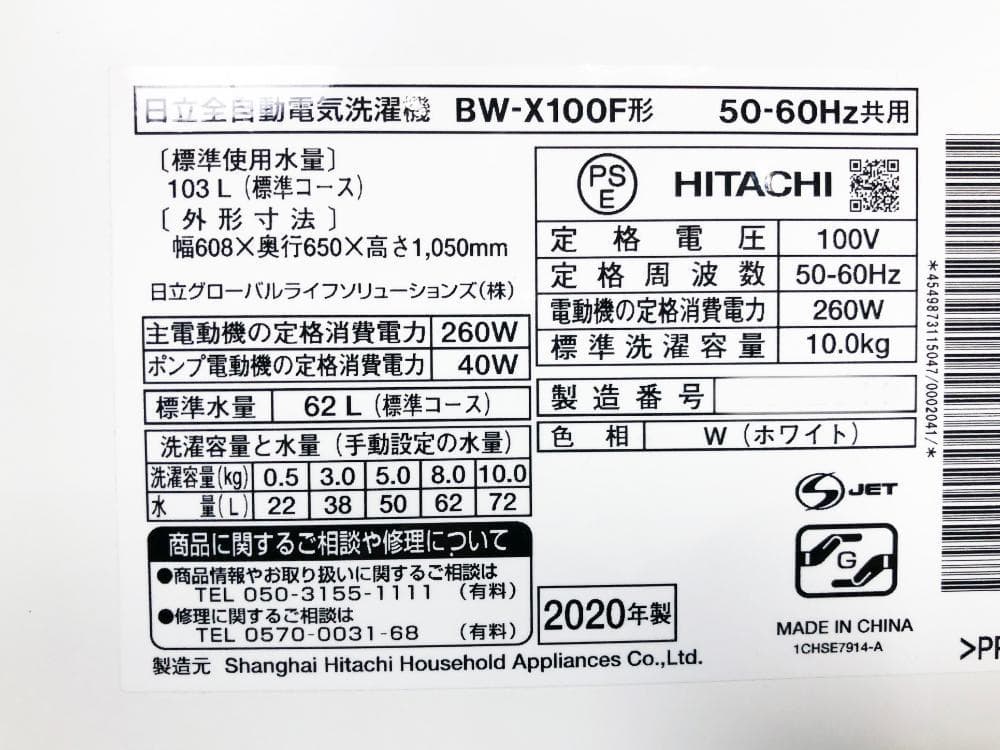 日立全自動電気洗濯機 BW-X100F形 50-60Hz共用
〔標準使用水量〕
103 L (標準コース)
〔外形寸法〕
幅608×奥行650×高さ1,050mm
日立グローバルライフソリューションズ(株)
主電動機の定格消費電力 260W
ポンプ電動機の定格消費電力 40W
標準水量 62 L (標準コース)
洗濯容量と水量 (手動設定の水量)
洗濯容量(kg) 0.5 3.0 5.0 8.0 10.0
水 量(L) 22 38 50 62 72
商品に関するご相談や修理について
●商品情報やお取り扱いに関するご相談は
TEL 050-3155-1111 (有料)
●修理に関するご相談は
TEL 0570-0031-68 (有料)
製造元 Shanghai Hitachi Household Appliances Co.,Ltd.
PS
E
HITACHI
定格電圧 100V
定格周波数 50-60Hz
電動機の定格消費電力 260W
標準洗濯容量 10.0kg
製造番号
色相 W (ホワイト)
S JET
G
2020年製
MADE IN CHINA
1CHSE7914-A
*4549873115047/0002041/*
>PP